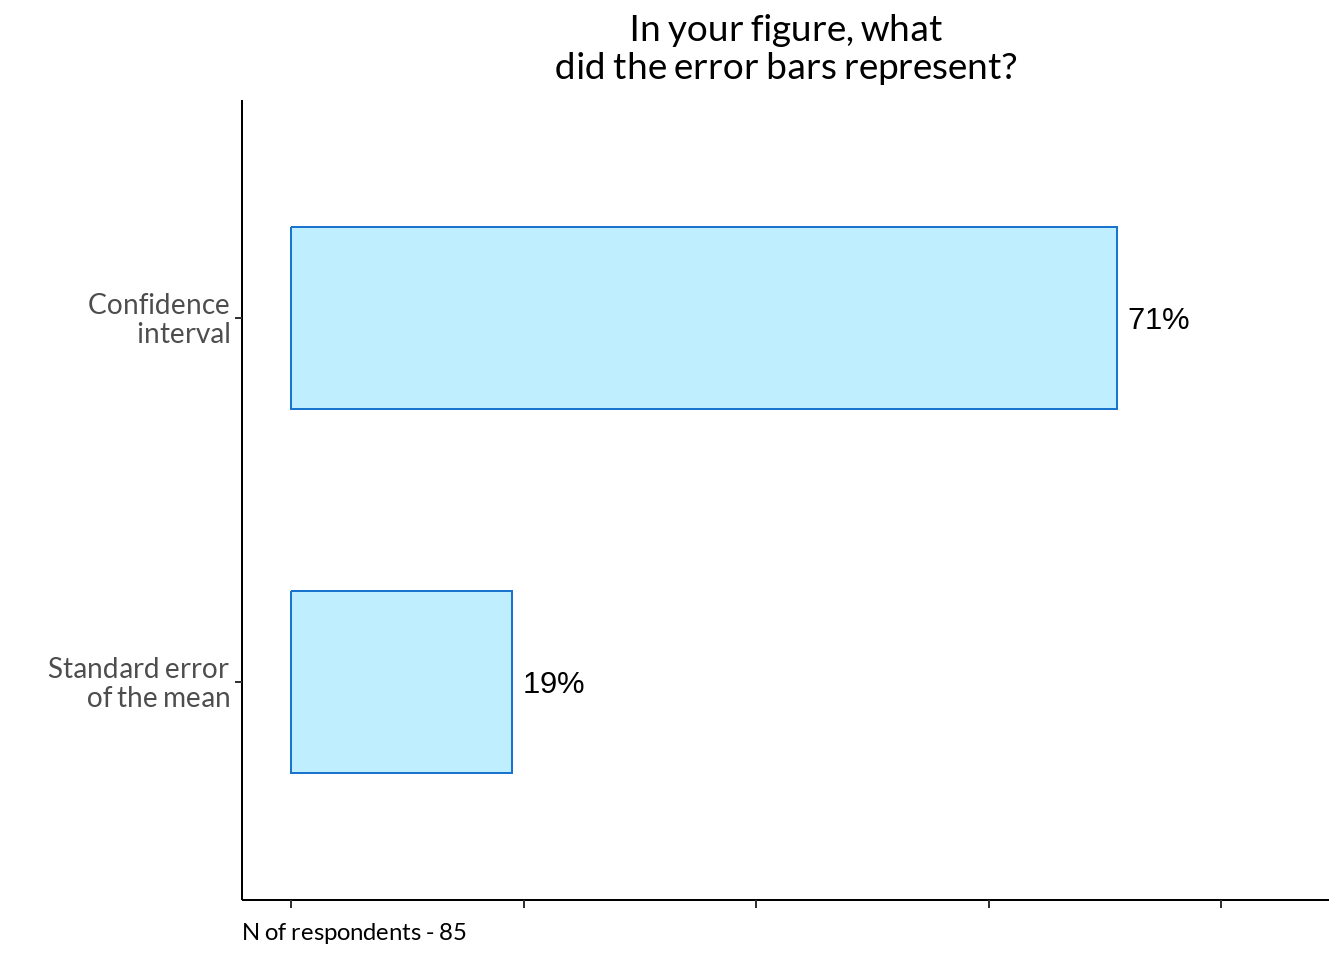 In your figure, what
did the error bars represent?
Confidence
interval
71%
Standard error
of the mean
19%
N of respondents - 85